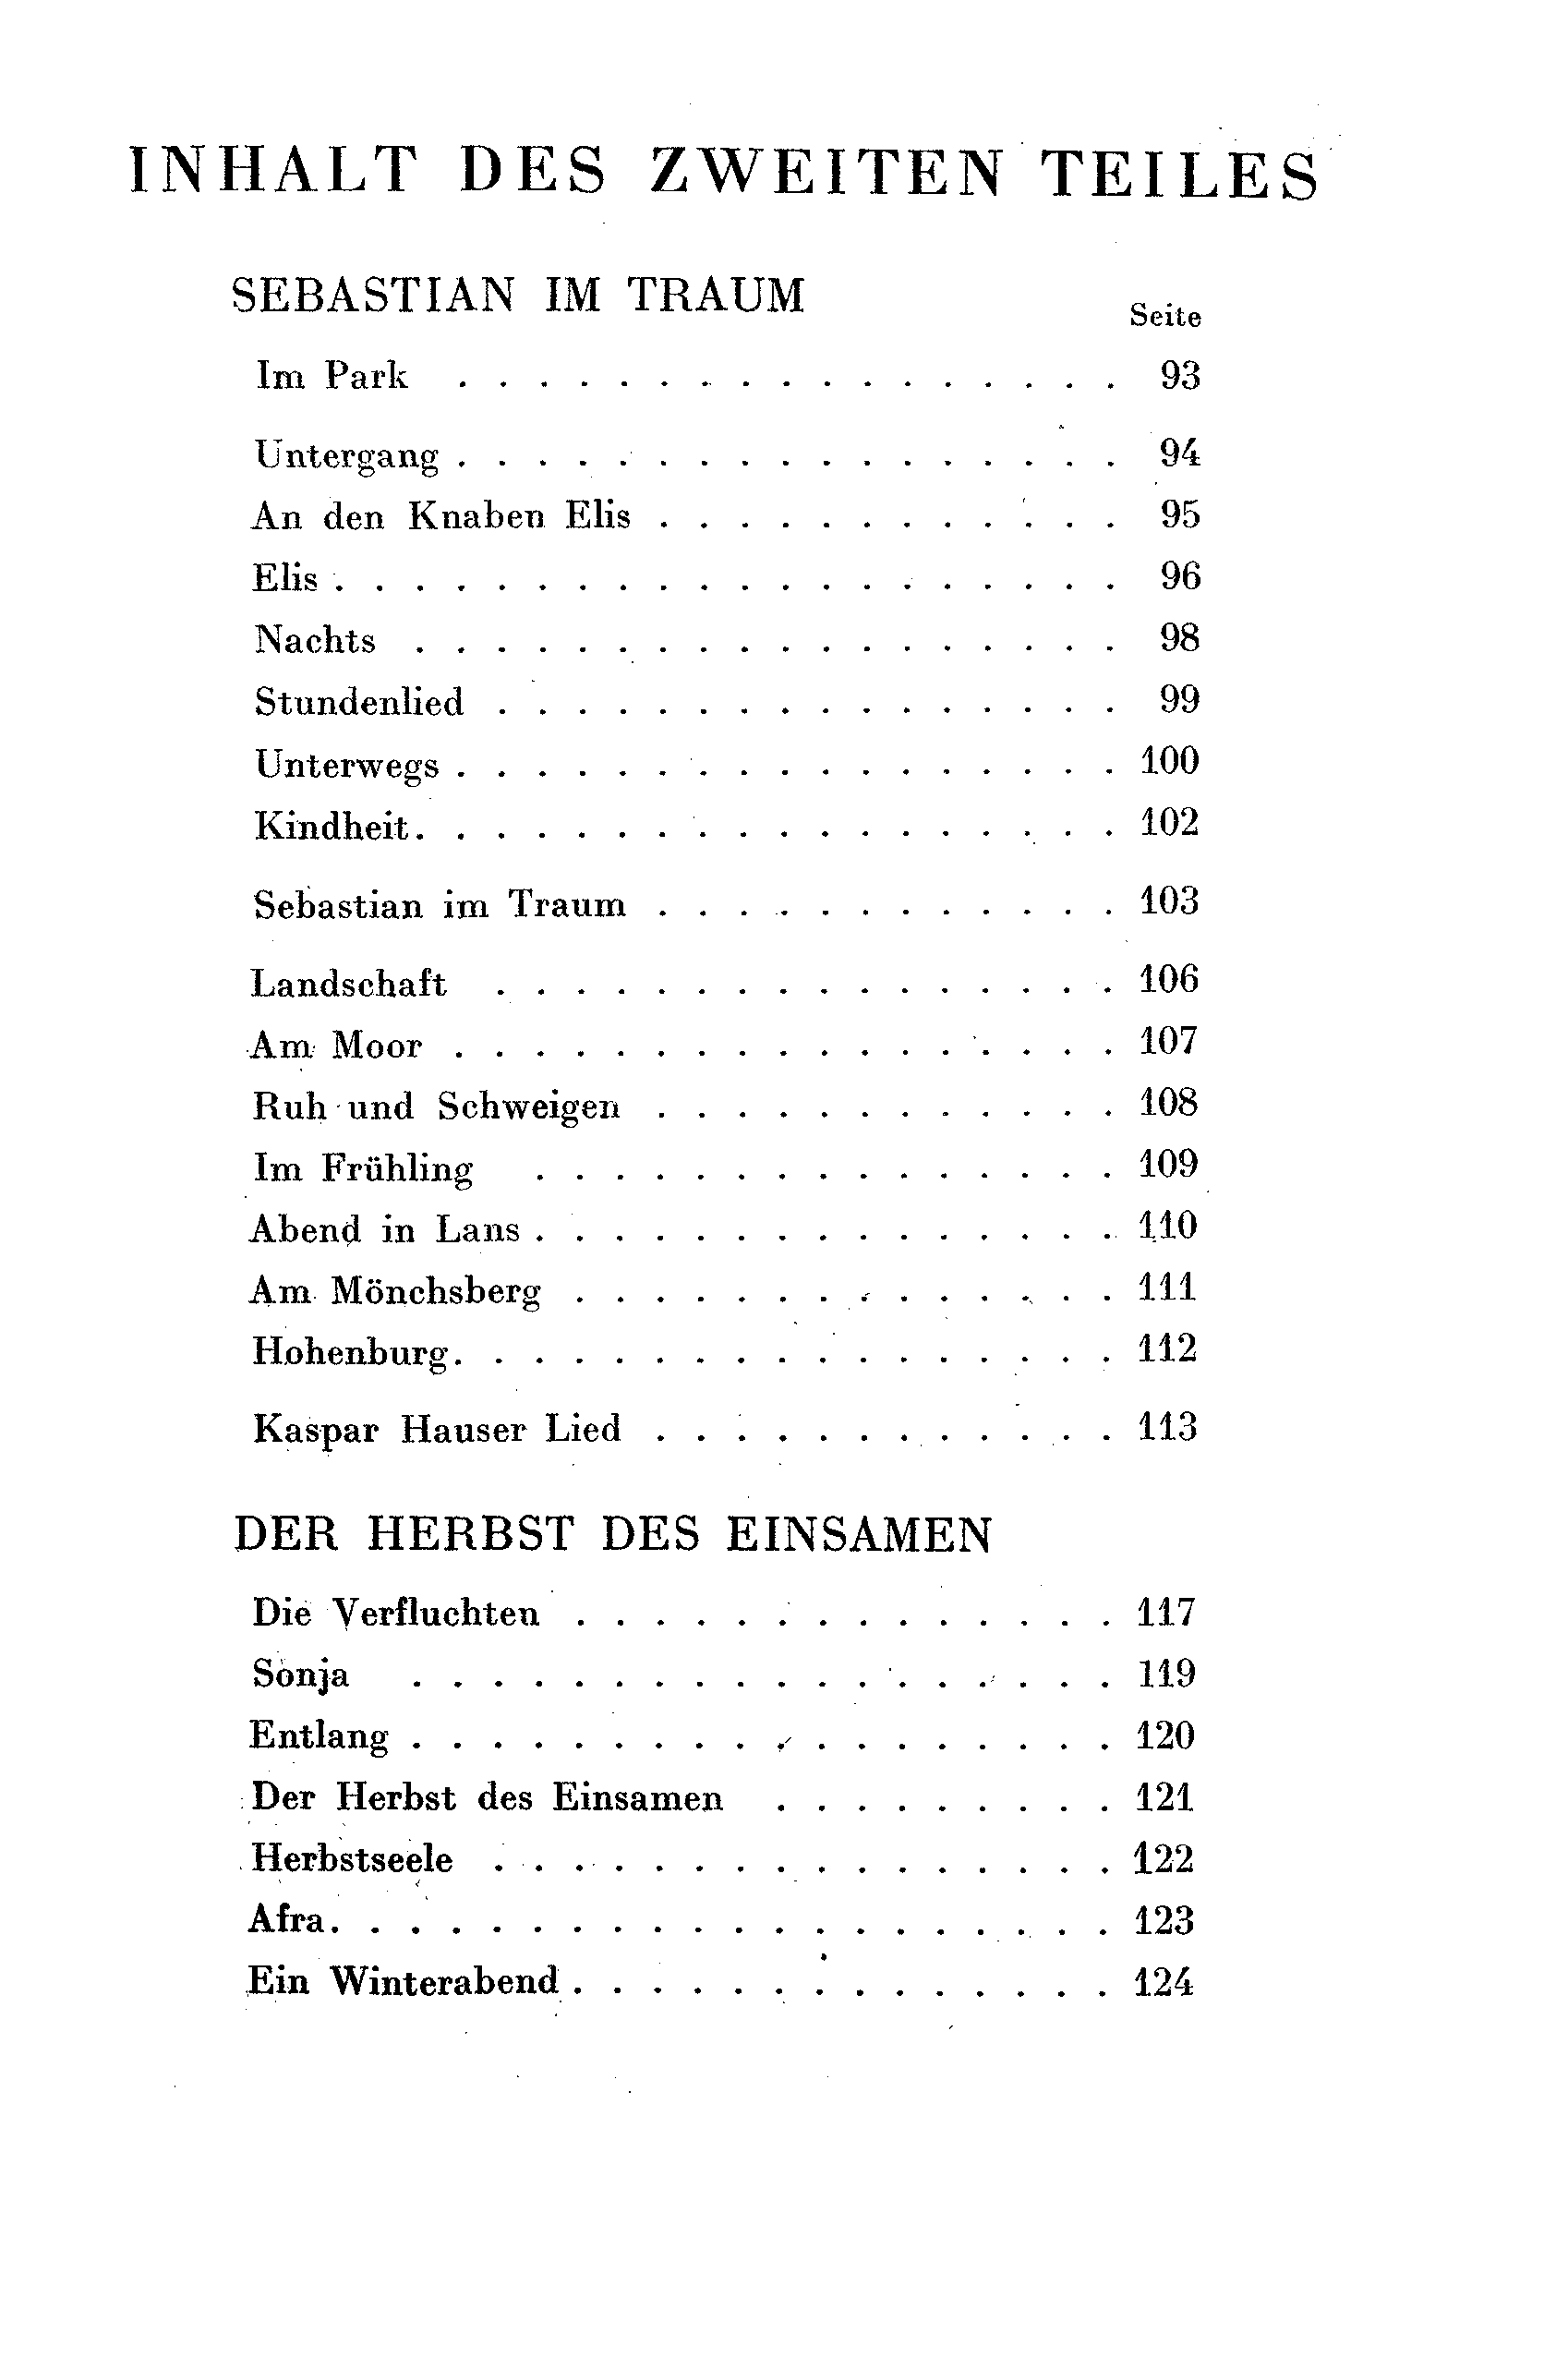 INHALT DES ZWEITEN TEILES
SEBASTIAN IM TRAUM
Seite
Im Park . . . . . . . . . . . . . . . . . 93
Untergang . . . . . . . . . . . . . . . . . 94
An den Knaben Elis . . . . . . . . . . . . 95
Elis . . . . . . . . . . . . . . . . . . . . 96
Nachts . . . . . . . . . . . . . . . . . . 98
Stundenlied . . . . . . . . . . . . . . . . 99
Unterwegs . . . . . . . . . . . . . . . . . 100
Kindheit . . . . . . . . . . . . . . . . . . 102
Sebastian im Traum . . . . . . . . . . . . 103
Landschaft . . . . . . . . . . . . . . . . 106
Am Moor . . . . . . . . . . . . . . . . . 107
Ruh und Schweigen . . . . . . . . . . . . 108
Im Frühling . . . . . . . . . . . . . . . 109
Abend in Lans . . . . . . . . . . . . . . . 110
Am Mönchsberg . . . . . . . . . . . . . . 111
Hohenburg . . . . . . . . . . . . . . . . . 112
Kaspar Hauser Lied . . . . . . . . . . . . 113
DER HERBST DES EINSAMEN
Die Verfluchten . . . . . . . . . . . . . . 117
Sonja . . . . . . . . . . . . . . . . . . 119
Entlang . . . . . . . . . . . . . . . . . . 120
Der Herbst des Einsamen . . . . . . . . . 121
Herbstseele . . . . . . . . . . . . . . . . 122
Afra . . . . . . . . . . . . . . . . . . . . 123
Ein Winterabend . . . . . . . . . . . . . . 124